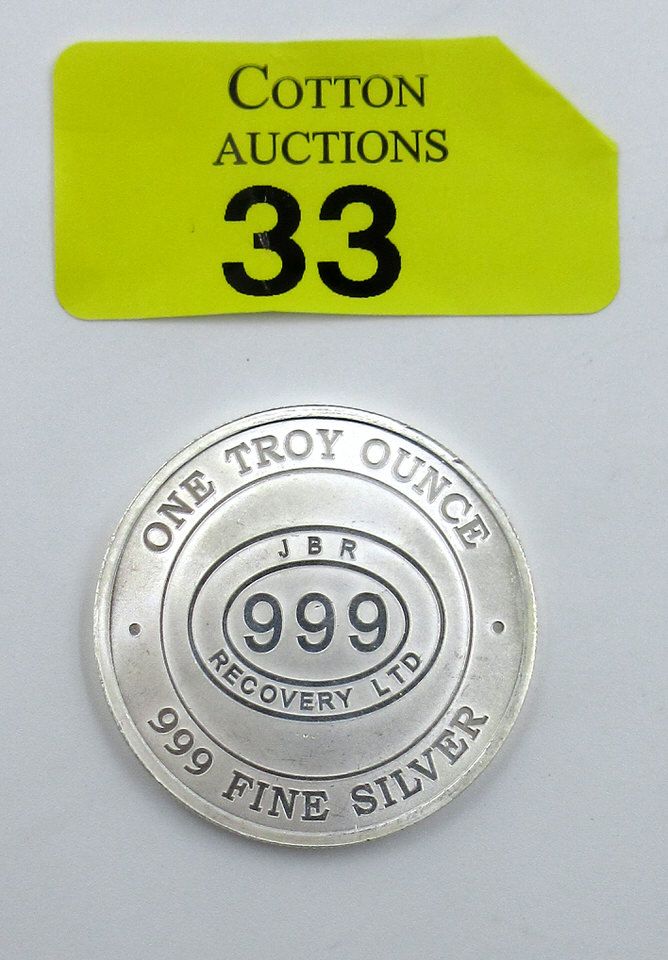 COTTON
AUCTIONS
33
ONE TROY OUNCE
JBR
999
RECOVERY LTD
999 FINE SILVER